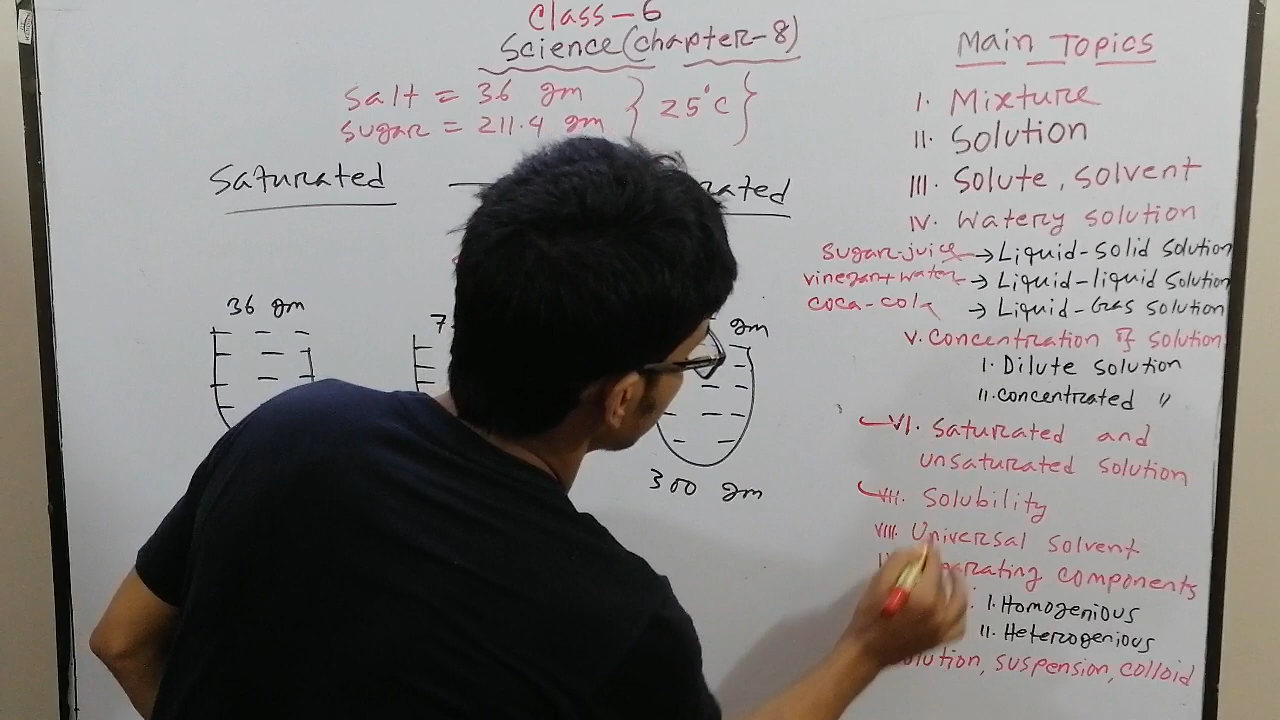 Class-6
Science (chapter-8)
Salt = 36 gm
Sugar = 211.4 gm
25°c
Saturated
36 gm
gm
300 gm
Main Topics
I. Mixture
II. Solution
III. Solute, solvent
IV. Watery solution
Sugar-juice → Liquid-solid solution
vinegar+water → Liquid-liquid solution
coca-cola → Liquid-Gas solution
V. Concentration of solution
I. Dilute solution
II. concentrated "
VI. Saturated and
unsaturated solution
VII. Solubility
VIII. Universal solvent
components
I. Homogenious
II. Heterogenious
suspension, colloid